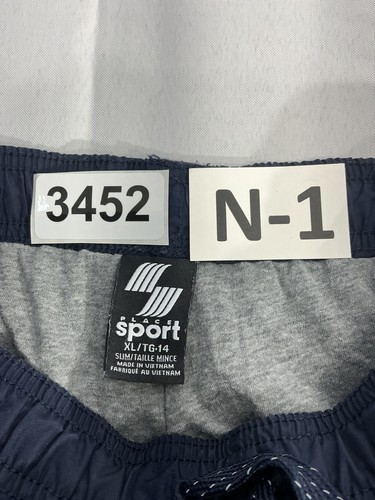 3452
N-1
PLACE
sport
XL/TG-14
SLIM/TAILLE MINCE
MADE IN VIETNAM
FABRIQUÉ AU VIETNAM